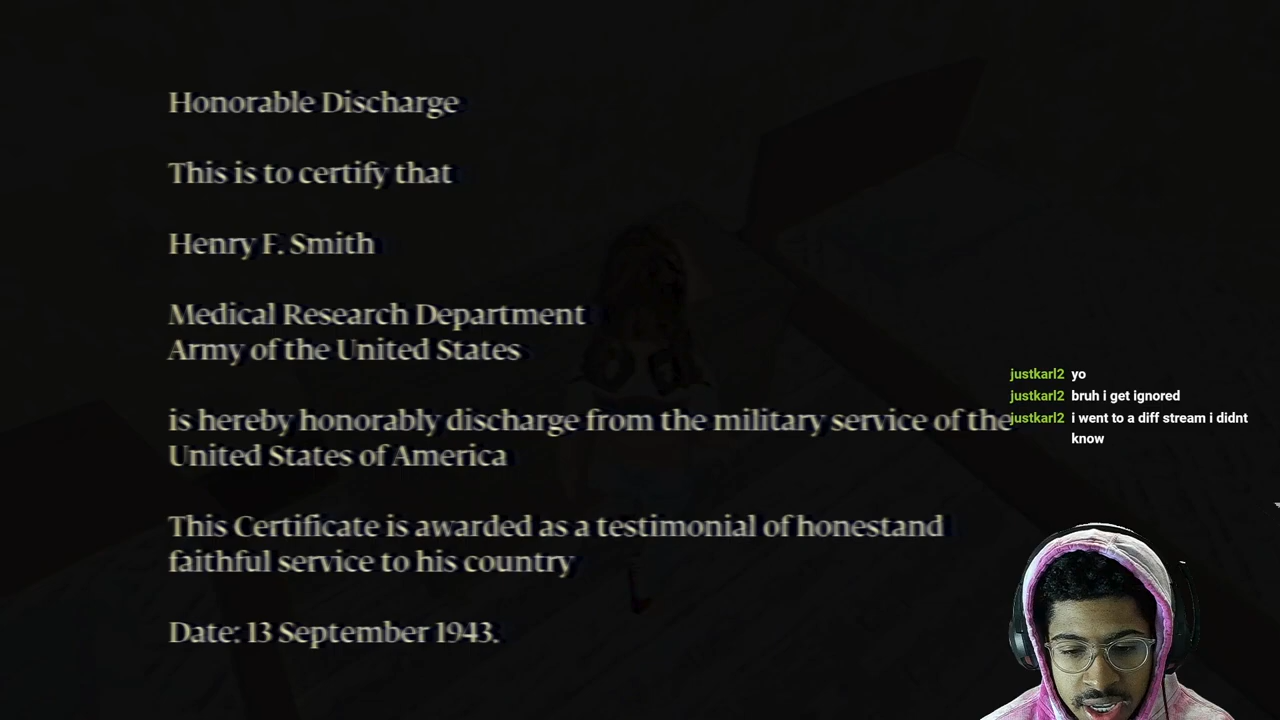 Honorable Discharge
This is to certify that
Henry F. Smith
Medical Research Department
Army of the United States
is hereby honorably discharge from the military service of the
United States of America
This Certificate is awarded as a testimonial of honestand
faithful service to his country
Date: 13 September 1943.
justkarl2 yo
justkarl2 bruh i get ignored
justkarl2 i went to a diff stream i didnt
know